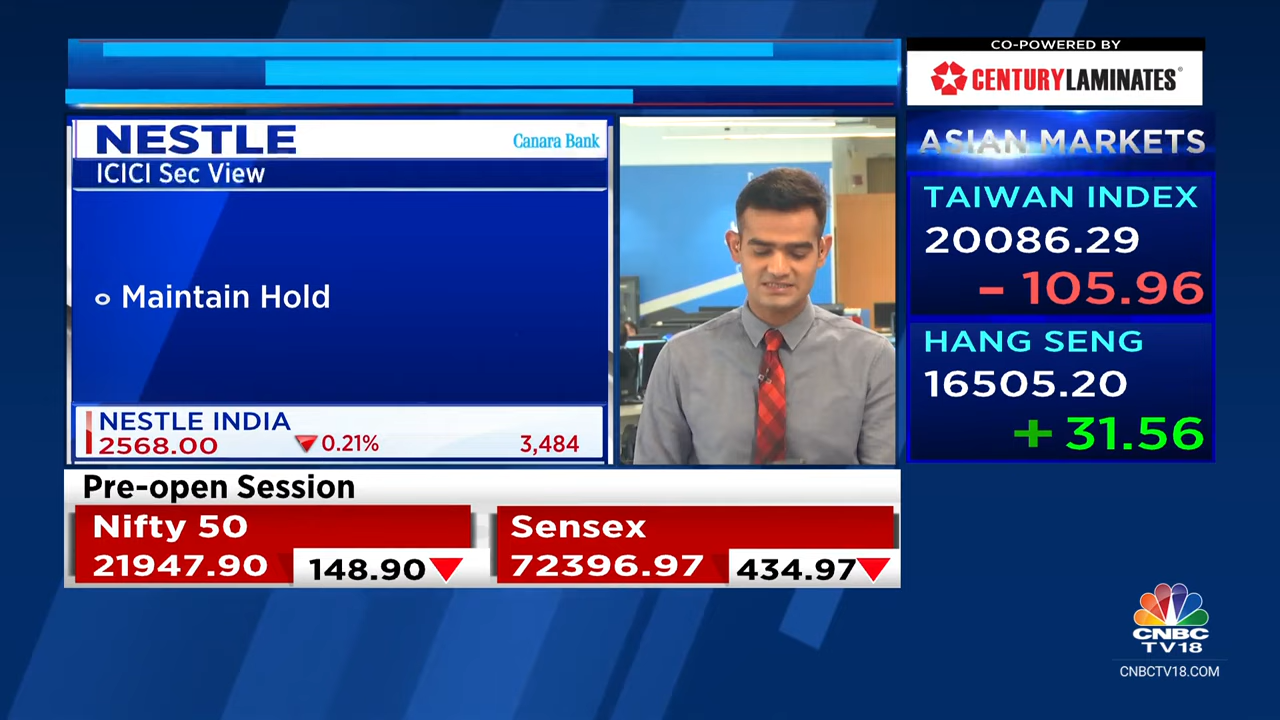 CO-POWERED BY
CENTURYLAMINATES
NESTLE
Canara Bank
ICICI Sec View
Maintain Hold
NESTLE INDIA
2568.00 0.21% 3,484
Pre-open Session
Nifty 50
21947.90 148.90
Sensex
72396.97 434.97
ASIAN MARKETS
TAIWAN INDEX
20086.29
- 105.96
HANG SENG
16505.20
+ 31.56
CNBC
TV18
CNBCTV18.COM